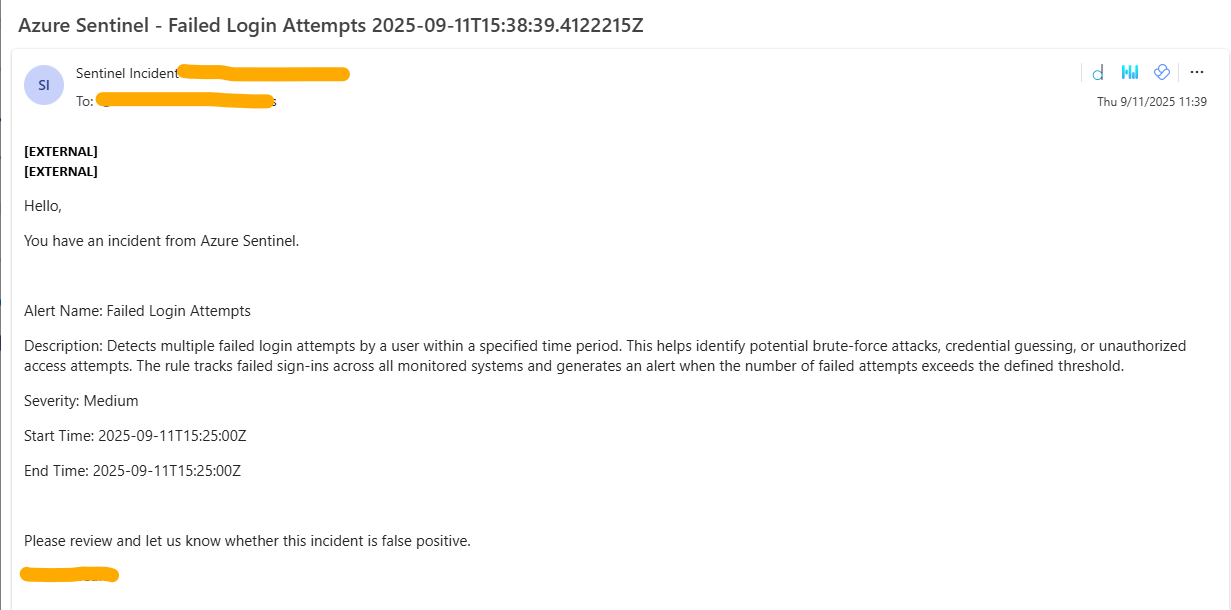 Azure Sentinel - Failed Login Attempts 2025-09-11T15:38:39.4122215Z
SI
Sentinel Incident
To:
Thu 9/11/2025 11:39
[EXTERNAL]
[EXTERNAL]
Hello,
You have an incident from Azure Sentinel.
Alert Name: Failed Login Attempts
Description: Detects multiple failed login attempts by a user within a specified time period. This helps identify potential brute-force attacks, credential guessing, or unauthorized
access attempts. The rule tracks failed sign-ins across all monitored systems and generates an alert when the number of failed attempts exceeds the defined threshold.
Severity: Medium
Start Time: 2025-09-11T15:25:00Z
End Time: 2025-09-11T15:25:00Z
Please review and let us know whether this incident is false positive.